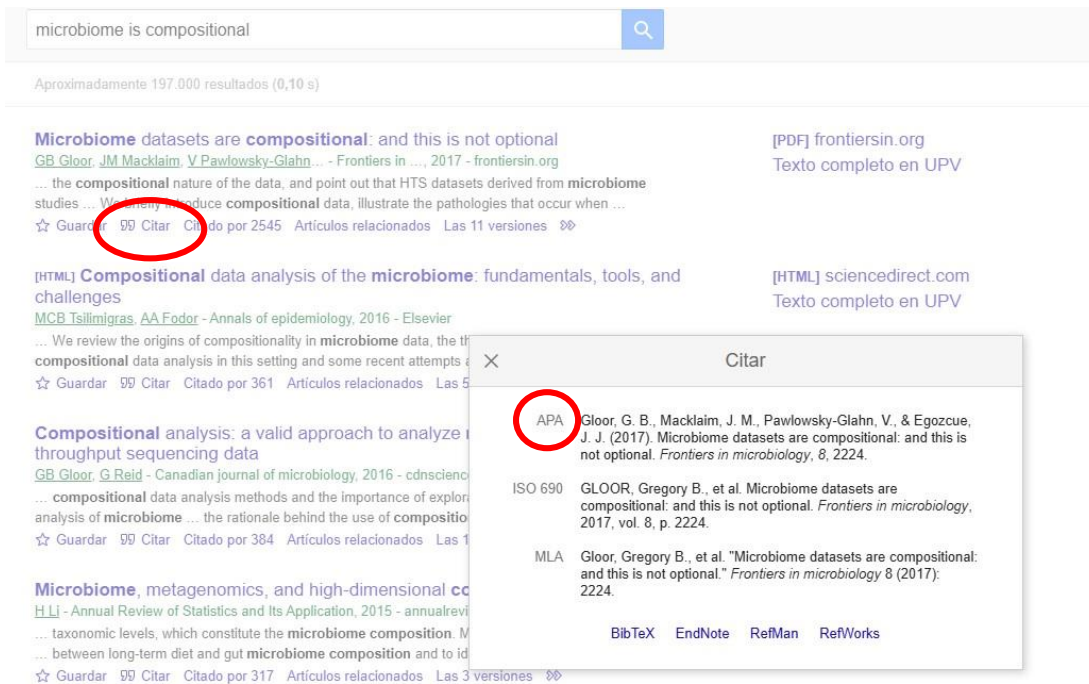 microbiome is compositional
Aproximadamente 197.000 resultados (0,10 s)
Microbiome datasets are compositional: and this is not optional
GB Gloor, JM Macklaim, V Pawlowsky-Glahn... - Frontiers in ..., 2017 - frontiersin.org
... the compositional nature of the data, and point out that HTS datasets derived from microbiome
studies ... We briefly introduce compositional data, illustrate the pathologies that occur when ...
Guardar Citar Citado por 2545 Artículos relacionados Las 11 versiones
[PDF] frontiersin.org
Texto completo en UPV
[HTML] Compositional data analysis of the microbiome: fundamentals, tools, and
challenges
MCB Tsilimigras, AA Fodor - Annals of epidemiology, 2016 - Elsevier
... We review the origins of compositionality in microbiome data, the th
compositional data analysis in this setting and some recent attempts
Guardar Citar Citado por 361 Artículos relacionados Las 5
[HTML] sciencedirect.com
Texto completo en UPV
Compositional analysis: a valid approach to analyze
throughput sequencing data
GB Gloor, G Reid - Canadian journal of microbiology, 2016 - cdnscience
... compositional data analysis methods and the importance of explora
analysis of microbiome ... the rationale behind the use of compositio
Guardar Citar Citado por 384 Artículos relacionados Las 1
Microbiome, metagenomics, and high-dimensional co
H Li - Annual Review of Statistics and Its Application, 2015 - annualrevi
... taxonomic levels, which constitute the microbiome composition. M
... between long-term diet and gut microbiome composition and to id
Guardar Citar Citado por 317 Artículos relacionados Las 3 versiones
Citar
APA Gloor, G. B., Macklaim, J. M., Pawlowsky-Glahn, V., & Egozcue,
J. J. (2017). Microbiome datasets are compositional: and this is
not optional. Frontiers in microbiology, 8, 2224.
ISO 690 GLOOR, Gregory B., et al. Microbiome datasets are
compositional: and this is not optional. Frontiers in microbiology,
2017, vol. 8, p. 2224.
MLA Gloor, Gregory B., et al. "Microbiome datasets are compositional:
and this is not optional." Frontiers in microbiology 8 (2017):
2224.
BibTeX EndNote RefMan RefWorks